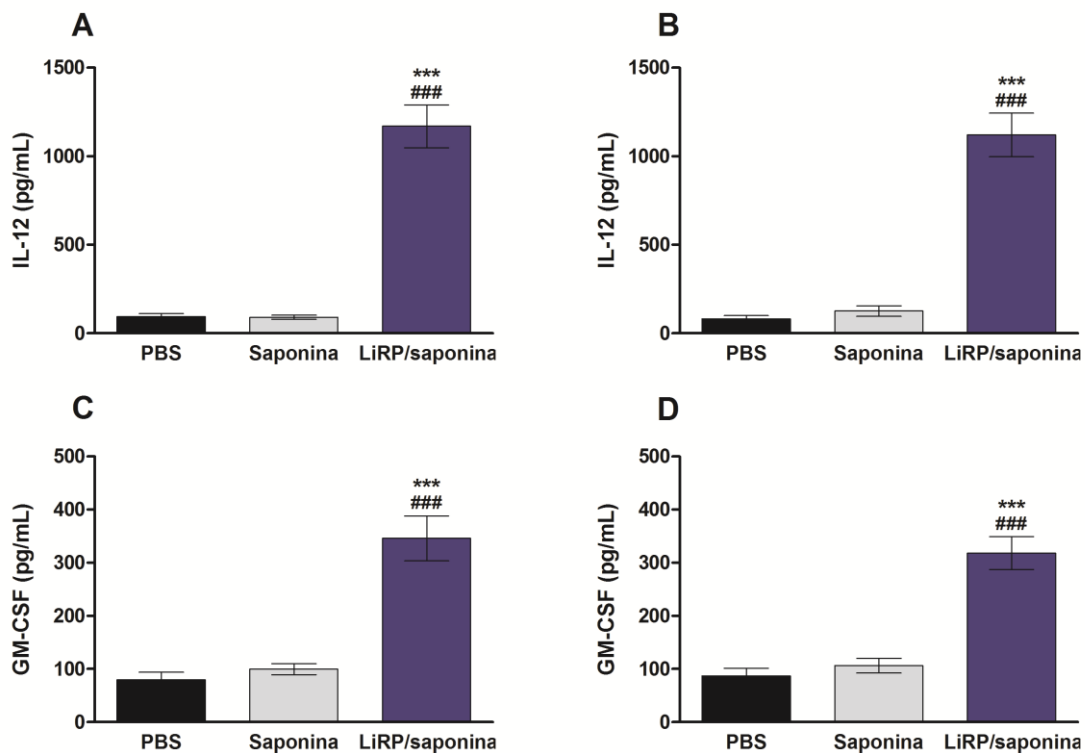 A
IL-12 (pg/mL)
1500
1000
500
0
***
###
PBS Saponina LiRP/saponina
B
IL-12 (pg/mL)
1500
1000
500
0
***
###
PBS Saponina LiRP/saponina
C
GM-CSF (pg/mL)
500
400
300
200
100
0
***
###
PBS Saponina LiRP/saponina
D
GM-CSF (pg/mL)
500
400
300
200
100
0
***
###
PBS Saponina LiRP/saponina